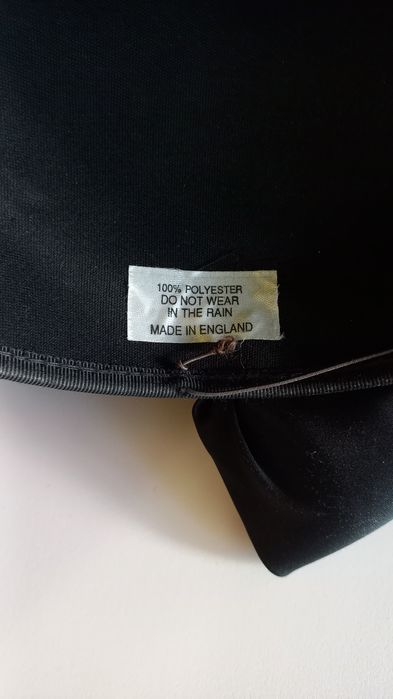 100% POLYESTER
DO NOT WEAR
IN THE RAIN
MADE IN ENGLAND